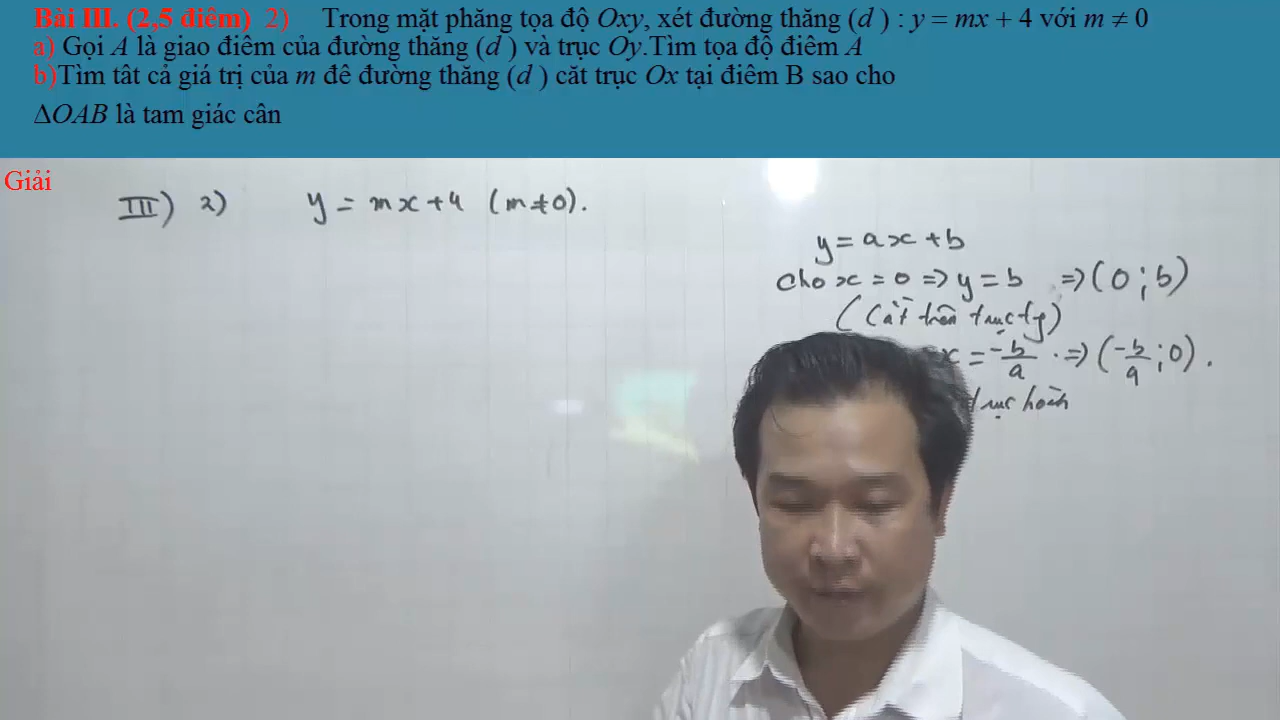 Bài III. (2,5 điểm) 2) Trong mặt phẳng tọa độ Oxy, xét đường thẳng (d ) : y = mx + 4 với m ≠ 0
a) Gọi A là giao điểm của đường thẳng (d ) và trục Oy.Tìm tọa độ điểm A
b)Tìm tất cả giá trị của m để đường thẳng (d ) cắt trục Ox tại điểm B sao cho
ΔOAB là tam giác cân
Giải
III) 2) y = mx+4 (m≠0).
y = ax + b
cho x = 0 => y = b => (0 ; b)
(Cắt trên trục ty)
x = -b/a => (-b/a ; 0).
trục hoành